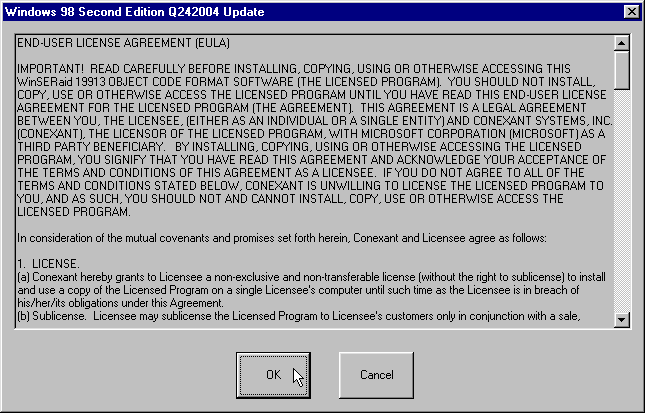 Windows 98 Second Edition Q242004 Update
END-USER LICENSE AGREEMENT (EULA)
IMPORTANT!  READ CAREFULLY BEFORE INSTALLING, COPYING, USING OR OTHERWISE ACCESSING THIS
WinSERaid 19913 OBJECT CODE FORMAT SOFTWARE (THE LICENSED PROGRAM).  YOU SHOULD NOT INSTALL,
COPY, USE OR OTHERWISE ACCESS THE LICENSED PROGRAM UNTIL YOU HAVE READ THIS END-USER LICENSE
AGREEMENT FOR THE LICENSED PROGRAM (THE AGREEMENT).  THIS AGREEMENT IS A LEGAL AGREEMENT
BETWEEN YOU, THE LICENSEE, (EITHER AS AN INDIVIDUAL OR A SINGLE ENTITY) AND CONEXANT SYSTEMS, INC.
(CONEXANT), THE LICENSOR OF THE LICENSED PROGRAM, WITH MICROSOFT CORPORATION (MICROSOFT) AS A
THIRD PARTY BENEFICIARY.   BY INSTALLING, COPYING, USING OR OTHERWISE ACCESSING THE LICENSED
PROGRAM, YOU SIGNIFY THAT YOU HAVE READ THIS AGREEMENT AND ACKNOWLEDGE YOUR ACCEPTANCE OF
THE TERMS AND CONDITIONS OF THIS AGREEMENT AS A LICENSEE.  IF YOU DO NOT AGREE TO ALL OF THE
TERMS AND CONDITIONS STATED BELOW, CONEXANT IS UNWILLING TO LICENSE THE LICENSED PROGRAM TO
YOU, AND AS SUCH, YOU SHOULD NOT AND CANNOT INSTALL, COPY, USE OR OTHERWISE ACCESS THE
LICENSED PROGRAM.
In consideration of the mutual covenants and promises set forth herein, Conexant and Licensee agree as follows:
1.  LICENSE.
(a) Conexant hereby grants to Licensee a non-exclusive and non-transferable license (without the right to sublicense) to install
and use a copy of the Licensed Program on a single Licensee's computer until such time as the Licensee is in breach of
his/her/its obligations under this Agreement.
(b) Sublicense.  Licensee may sublicense the Licensed Program to Licensee's customers only in conjunction with a sale,
OK
Cancel